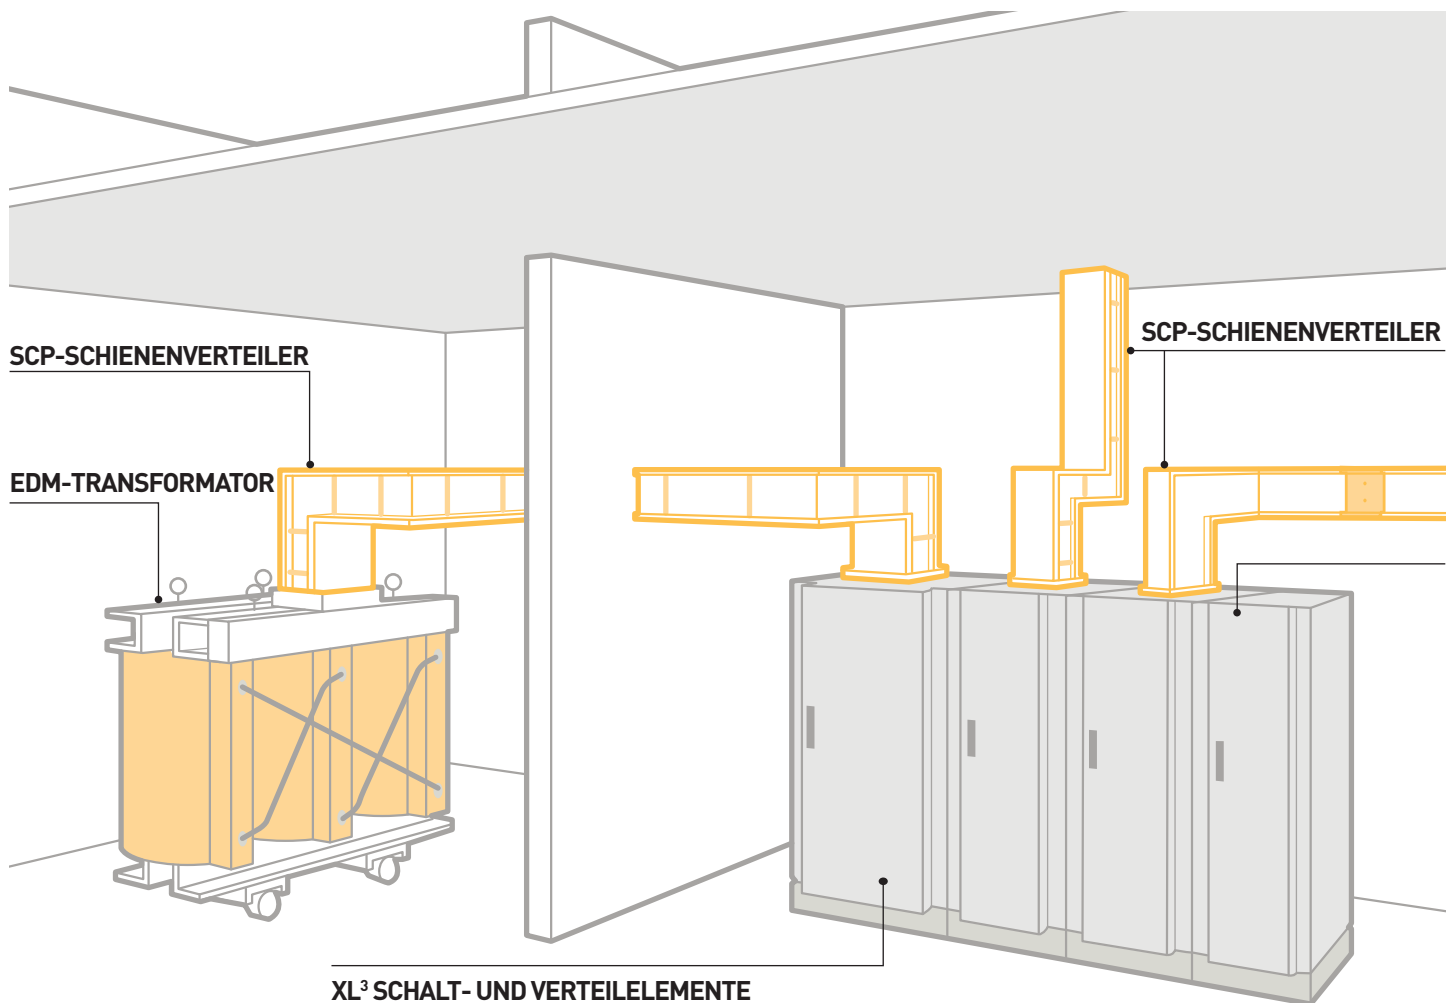 SCP-SCHIENENVERTEILER
SCP-SCHIENENVERTEILER
EDM-TRANSFORMATOR
XL³ SCHALT- UND VERTEILELEMENTE